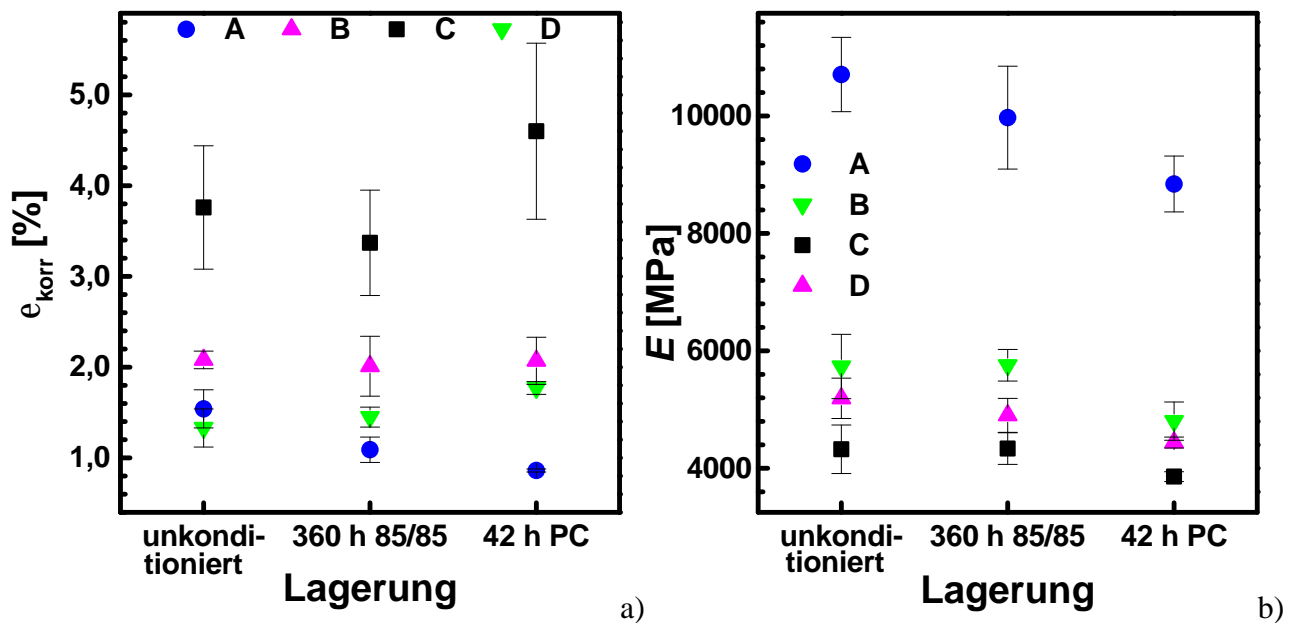 A B C D
5,0
4,0
3,0
2,0
1,0
e_korr [%]
unkondi-
tioniert
360 h 85/85
42 h PC
Lagerung
a)
10000
8000
6000
4000
E [MPa]
A
B
C
D
unkondi-
tioniert
360 h 85/85
42 h PC
Lagerung
b)